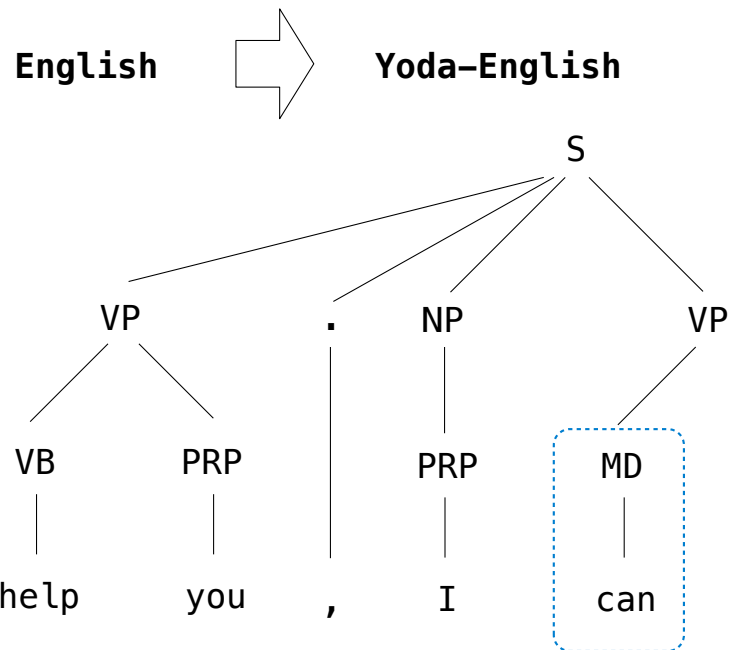 English Yoda–English
S
VP . NP VP
VB PRP PRP MD
help you , I can